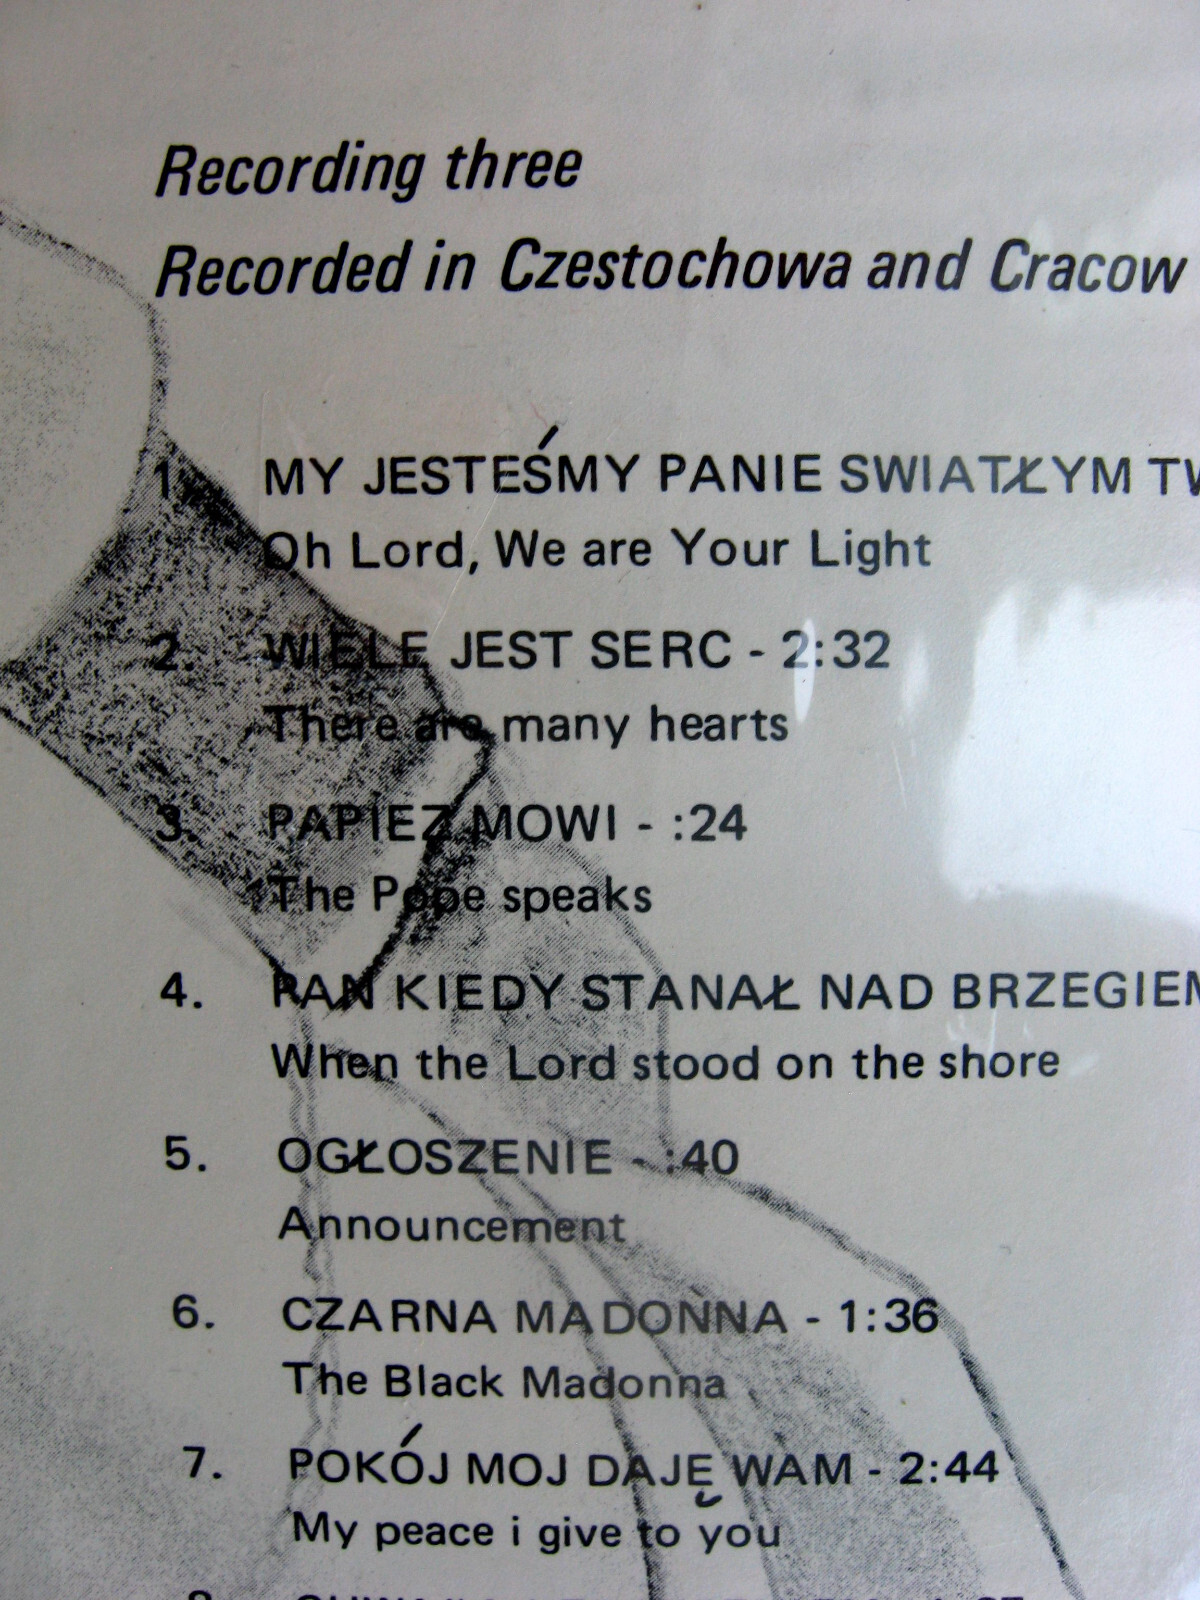 Recording three
Recorded in Czestochowa and Cracow
1. MY JESTEŚMY PANIE SWIATŁYM TW
Oh Lord, We are Your Light
2. WIELE JEST SERC - 2:32
There are many hearts
3. PAPIEZ MOWI - :24
The Pope speaks
4. PAN KIEDY STANAŁ NAD BRZEGIEM
When the Lord stood on the shore
5. OGŁOSZENIE - :40
Announcement
6. CZARNA MADONNA - 1:36
The Black Madonna
7. POKÓJ MOJ DAJĘ WAM - 2:44
My peace i give to you
8.